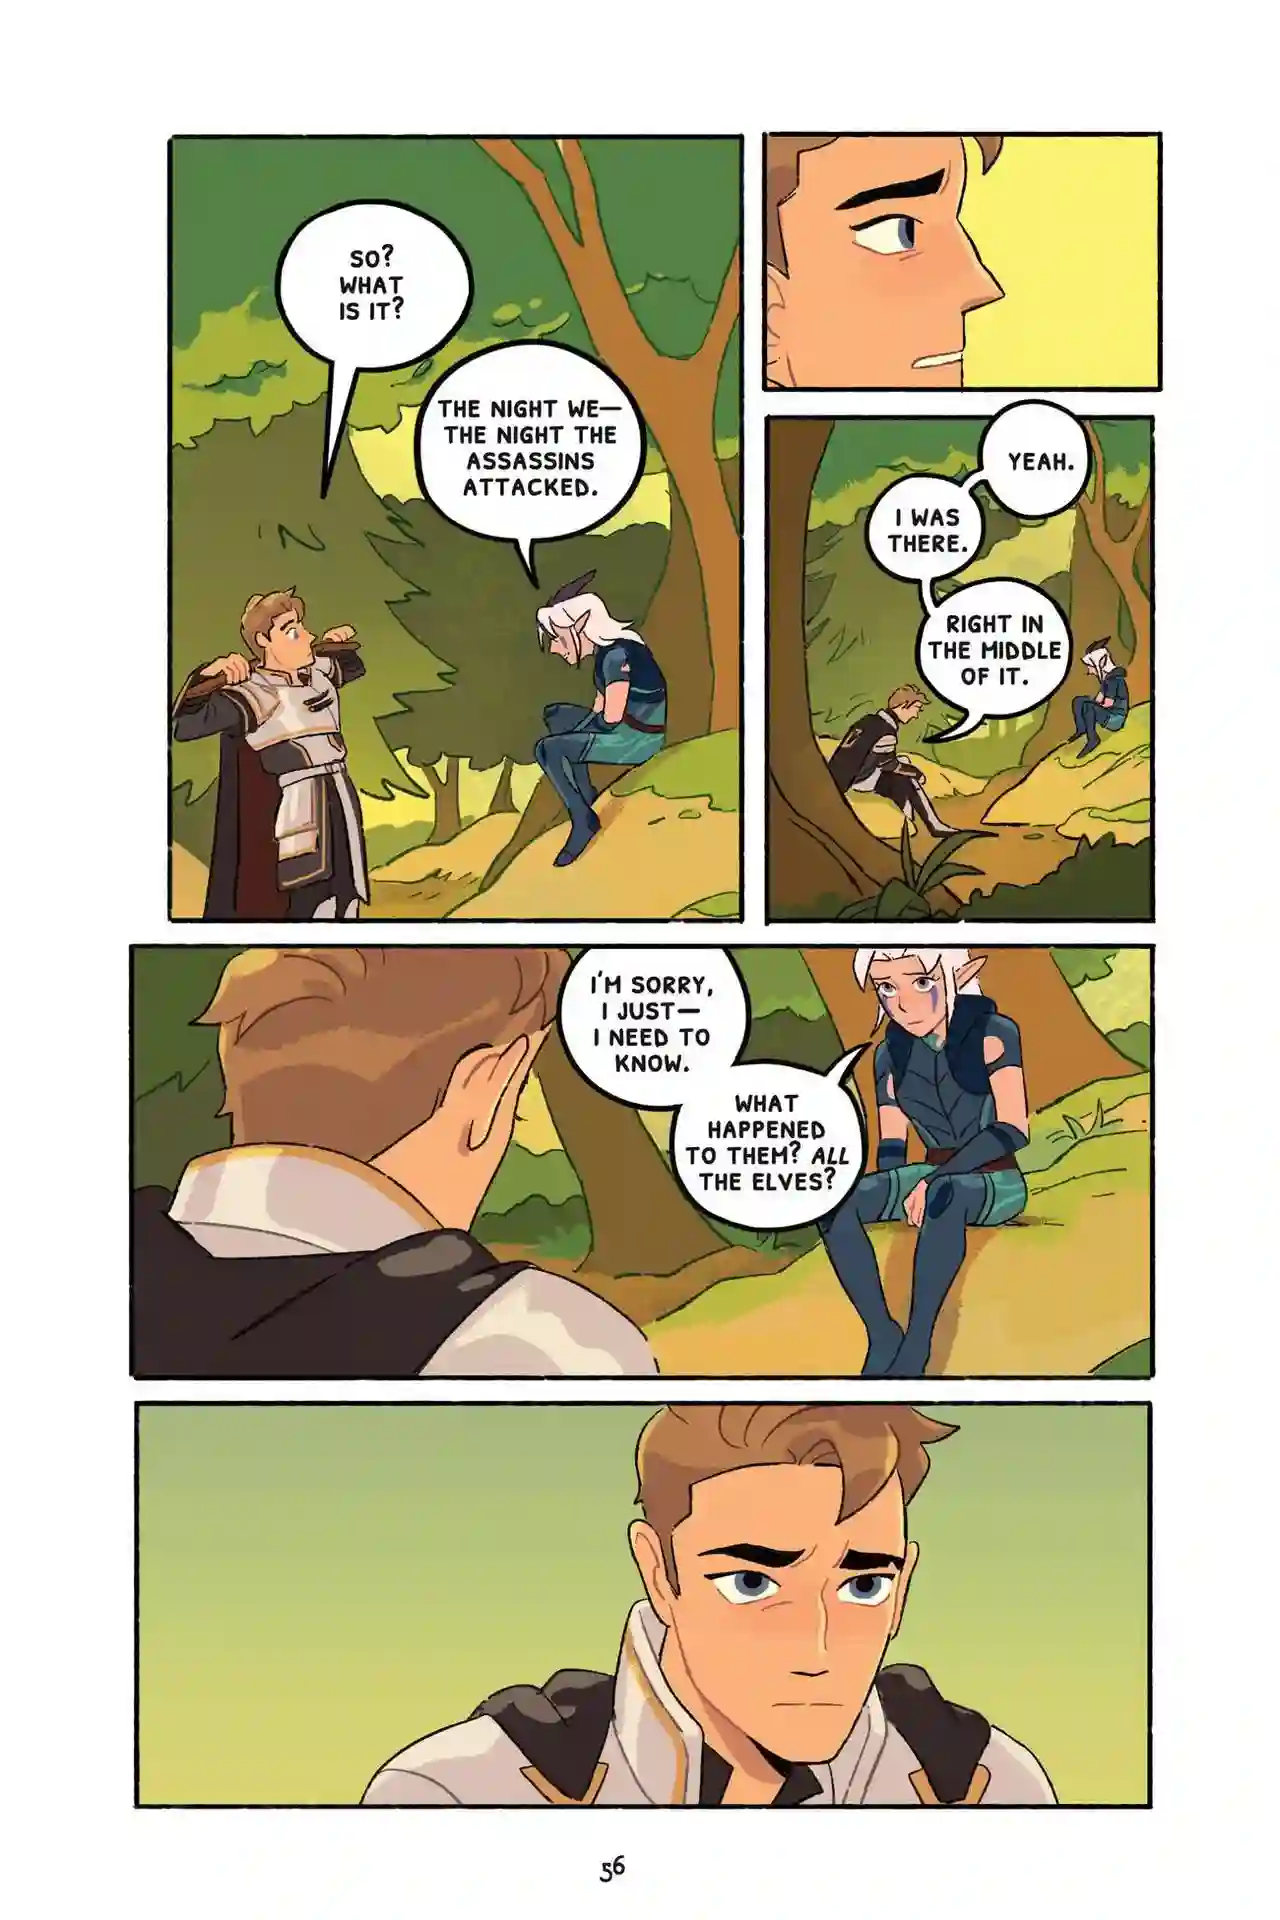 SO?
WHAT
IS IT?
THE NIGHT WE—
THE NIGHT THE
ASSASSINS
ATTACKED.
YEAH.
I WAS
THERE.
RIGHT IN
THE MIDDLE
OF IT.
I'M SORRY,
I JUST—
I NEED TO
KNOW.
WHAT
HAPPENED
TO THEM? ALL
THE ELVES?
56